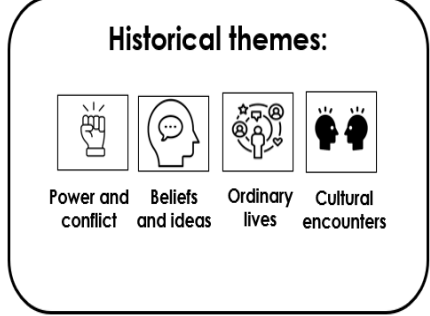 Historical themes:
Power and
conflict
Beliefs
and ideas
Ordinary
lives
Cultural
encounters